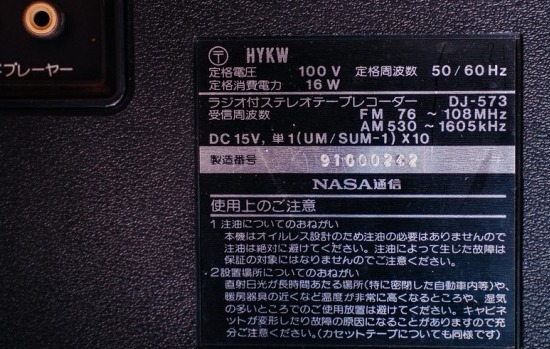 プレーヤー
〒 HYKW
定格電圧 100V 定格周波数 50/60Hz
定格消費電力 16W
ラジオ付ステレオテープレコーダー DJ-573
受信周波数 FM 76 ~ 108MHz
AM 530 ~ 1605kHz
DC 15V, 単1(UM/SUM-1) X10
製造番号 91000242
NASA通信
使用上のご注意
1 注油についてのおねがい
本機はオイルレス設計のため注油の必要はありませんので
注油は絶対に避けてください。注油によって生じた故障は
保証の対象にはなりませんのでご注意ください。
2 設置場所についてのおねがい
直射日光が長時間あたる場所(特に密閉した自動車内等)や、
暖房器具の近くなど温度が非常に高くなるところや、湿気
の多いところでのご使用放置は避けてください。キャビネ
ットが変形したり故障の原因になることがありますので充
分ご注意ください。(カセットテープについても同様です)